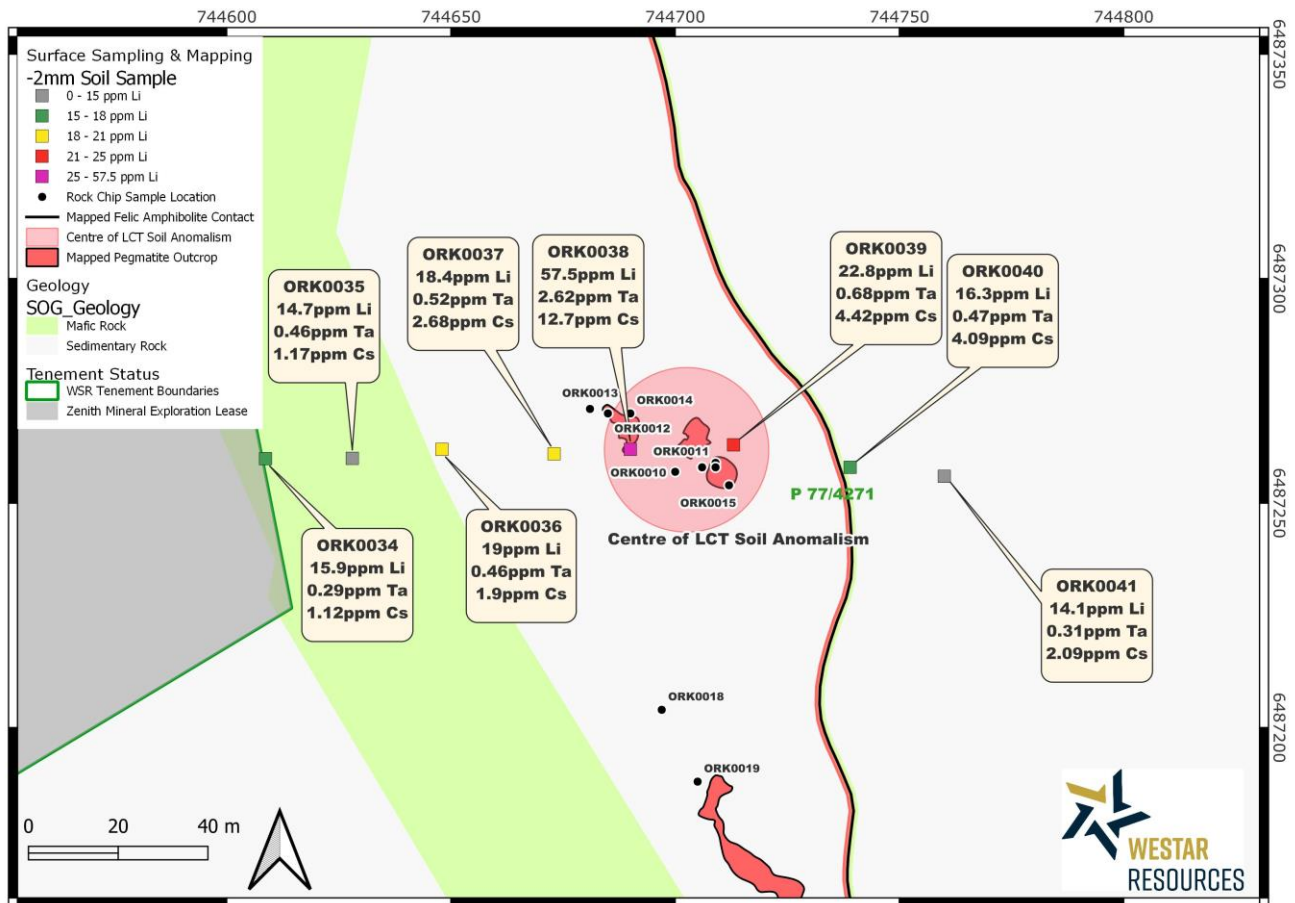 744600
744650
744700
744750
744800
6487350
6487300
6487250
6487200
Surface Sampling & Mapping
-2mm Soil Sample
0 - 15 ppm Li
15 - 18 ppm Li
18 - 21 ppm Li
21 - 25 ppm Li
25 - 57.5 ppm Li
Rock Chip Sample Location
Mapped Felic Amphibolite Contact
Centre of LCT Soil Anomalism
Mapped Pegmatite Outcrop
Geology
SOG_Geology
Mafic Rock
Sedimentary Rock
Tenement Status
WSR Tenement Boundaries
Zenith Mineral Exploration Lease
ORK0035
14.7ppm Li
0.46ppm Ta
1.17ppm Cs
ORK0037
18.4ppm Li
0.52ppm Ta
2.68ppm Cs
ORK0038
57.5ppm Li
2.62ppm Ta
12.7ppm Cs
ORK0039
22.8ppm Li
0.68ppm Ta
4.42ppm Cs
ORK0040
16.3ppm Li
0.47ppm Ta
4.09ppm Cs
ORK0013
ORK0014
ORK0012
ORK0011
ORK0010
ORK0015
P 77/4271
Centre of LCT Soil Anomalism
ORK0034
15.9ppm Li
0.29ppm Ta
1.12ppm Cs
ORK0036
19ppm Li
0.46ppm Ta
1.9ppm Cs
ORK0041
14.1ppm Li
0.31ppm Ta
2.09ppm Cs
ORK0018
ORK0019
0 20 40 m
WESTAR
RESOURCES